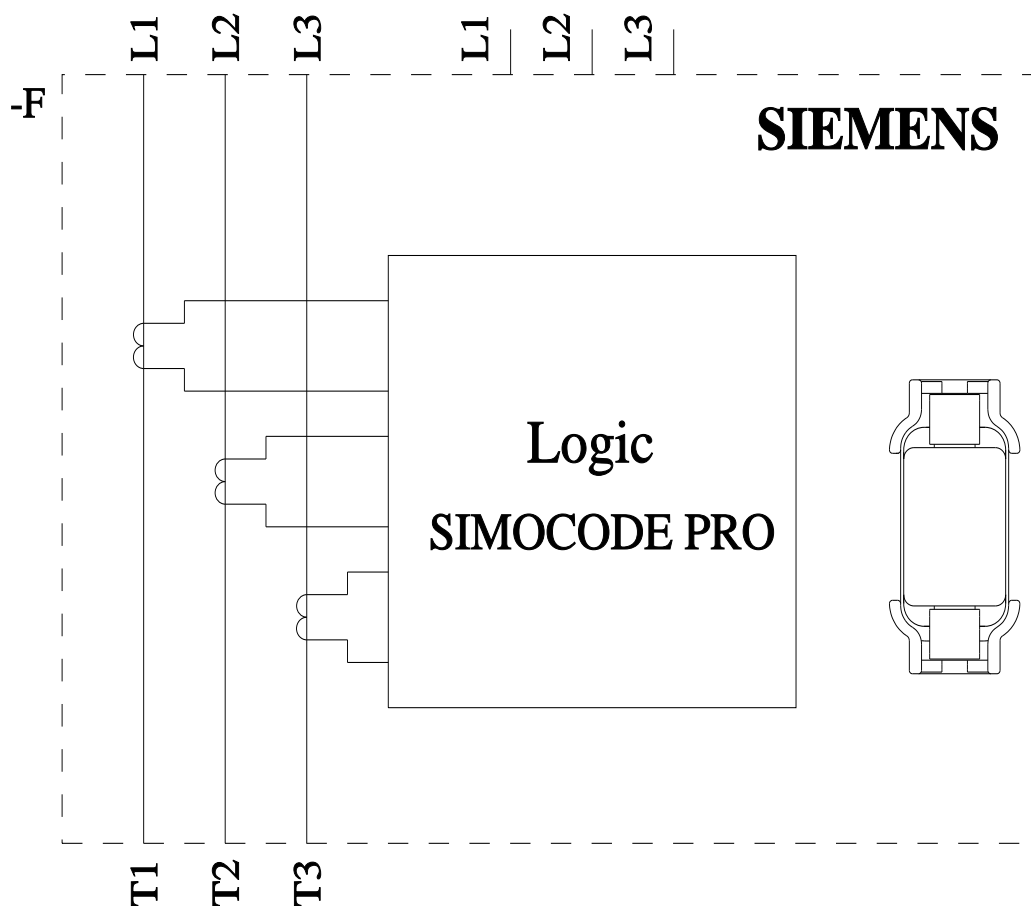 L1 L2 L3 L1 L2 L3
-F
SIEMENS
Logic
SIMOCODE PRO
T1 T2 T3